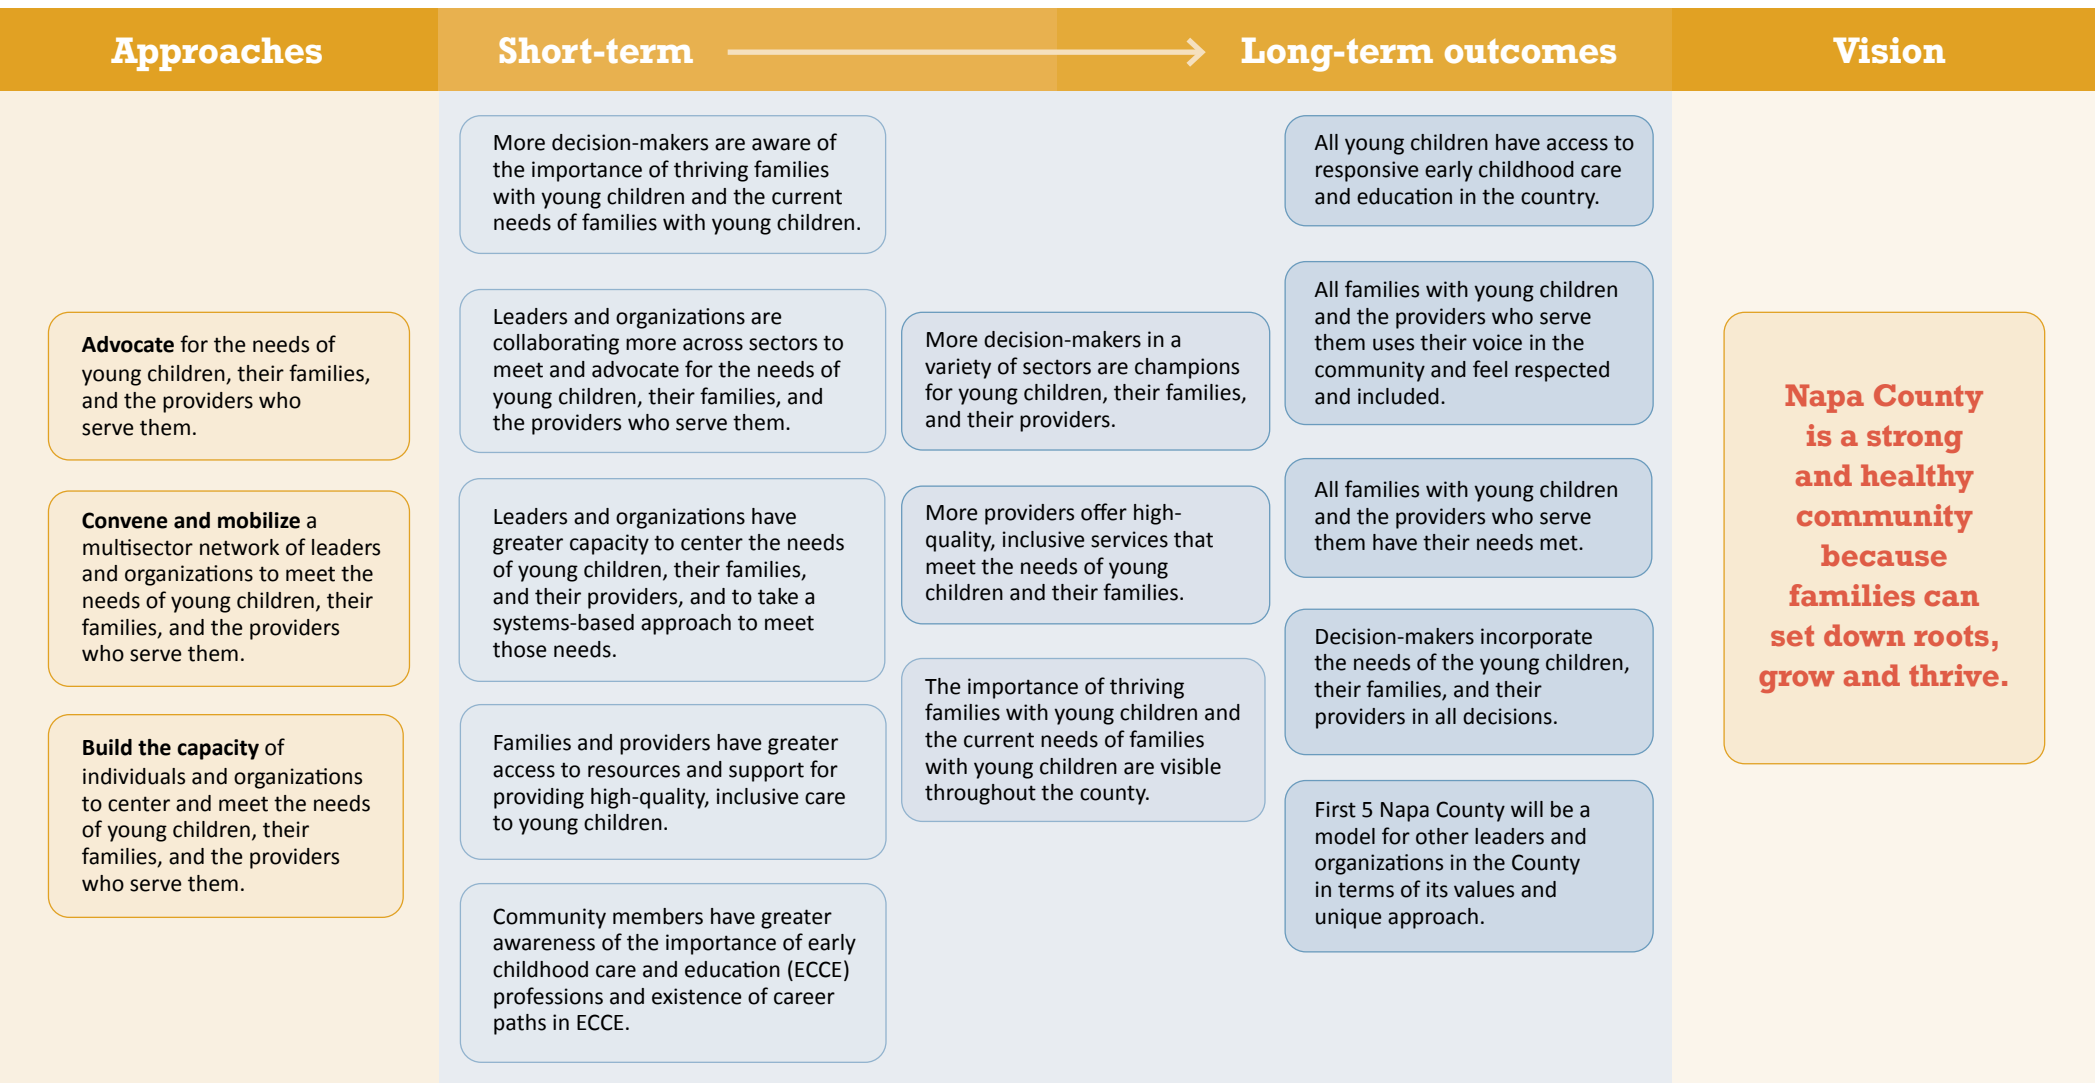 Approaches
Short-term
Long-term outcomes
Vision
Advocate for the needs of
young children, their families,
and the providers who
serve them.
Convene and mobilize a
multisector network of leaders
and organizations to meet the
needs of young children, their
families, and the providers
who serve them.
Build the capacity of
individuals and organizations
to center and meet the needs
of young children, their
families, and the providers
who serve them.
More decision-makers are aware of
the importance of thriving families
with young children and the current
needs of families with young children.
Leaders and organizations are
collaborating more across sectors to
meet and advocate for the needs of
young children, their families, and
the providers who serve them.
Leaders and organizations have
greater capacity to center the needs
of young children, their families,
and their providers, and to take a
systems-based approach to meet
those needs.
Families and providers have greater
access to resources and support for
providing high-quality, inclusive care
to young children.
Community members have greater
awareness of the importance of early
childhood care and education (ECCE)
professions and existence of career
paths in ECCE.
More decision-makers in a
variety of sectors are champions
for young children, their families,
and their providers.
More providers offer high-
quality, inclusive services that
meet the needs of young
children and their families.
The importance of thriving
families with young children and
the current needs of families
with young children are visible
throughout the county.
All young children have access to
responsive early childhood care
and education in the country.
All families with young children
and the providers who serve
them uses their voice in the
community and feel respected
and included.
All families with young children
and the providers who serve
them have their needs met.
Decision-makers incorporate
the needs of the young children,
their families, and their
providers in all decisions.
First 5 Napa County will be a
model for other leaders and
organizations in the County
in terms of its values and
unique approach.
Napa County
is a strong
and healthy
community
because
families can
set down roots,
grow and thrive.